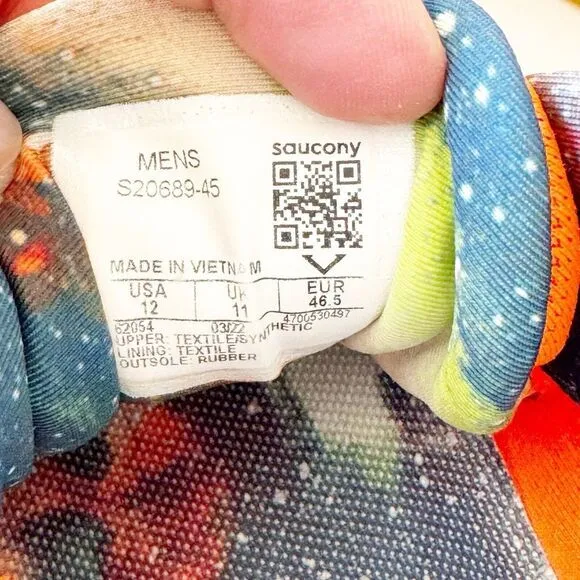 MENS
saucony
S20689-45
MADE IN VIETNAM
USA UK EUR
12 11 46.5
62054 03/22 4700530497
UPPER: TEXTILE/SYNTHETIC
LINING: TEXTILE
OUTSOLE: RUBBER